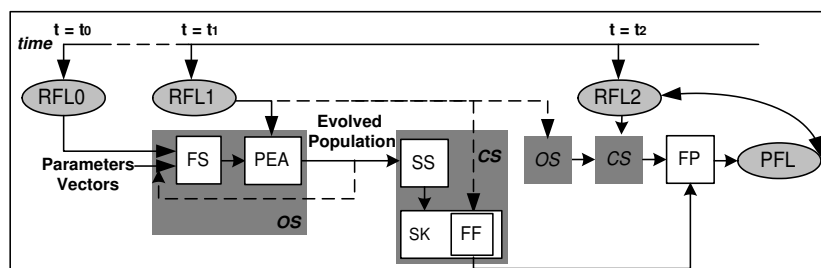 t = t0
t = t1
t = t2
time
RFL0
RFL1
RFL2
Evolved
Population
Parameters
Vectors
FS
PEA
SS
CS
OS
CS
FP
PFL
OS
SK
FF